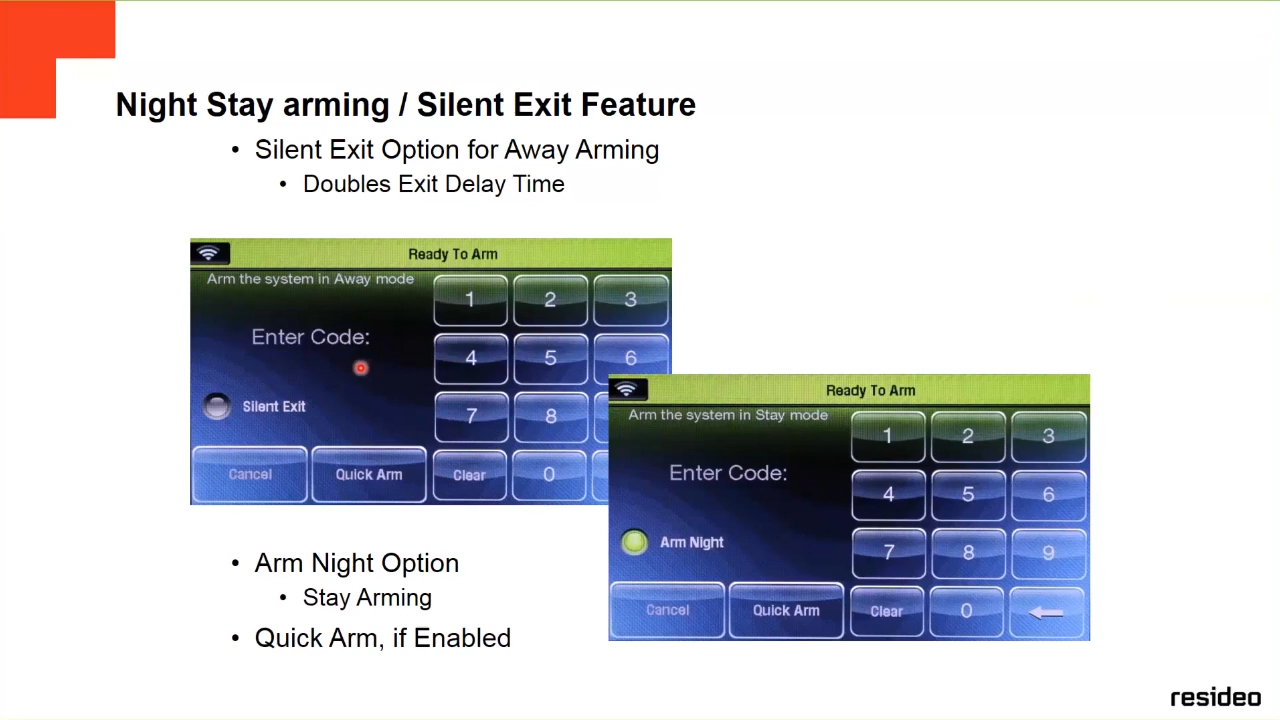 Night Stay arming / Silent Exit Feature
• Silent Exit Option for Away Arming
• Doubles Exit Delay Time
Ready To Arm
Arm the system in Away mode
Enter Code:
Silent Exit
Cancel
Quick Arm
1 2 3
4 5 6
7 8
Clear 0
Ready To Arm
Arm the system in Stay mode
Enter Code:
Arm Night
Cancel
Quick Arm
1 2 3
4 5 6
7 8 9
Clear 0
• Arm Night Option
• Stay Arming
• Quick Arm, if Enabled
resideo